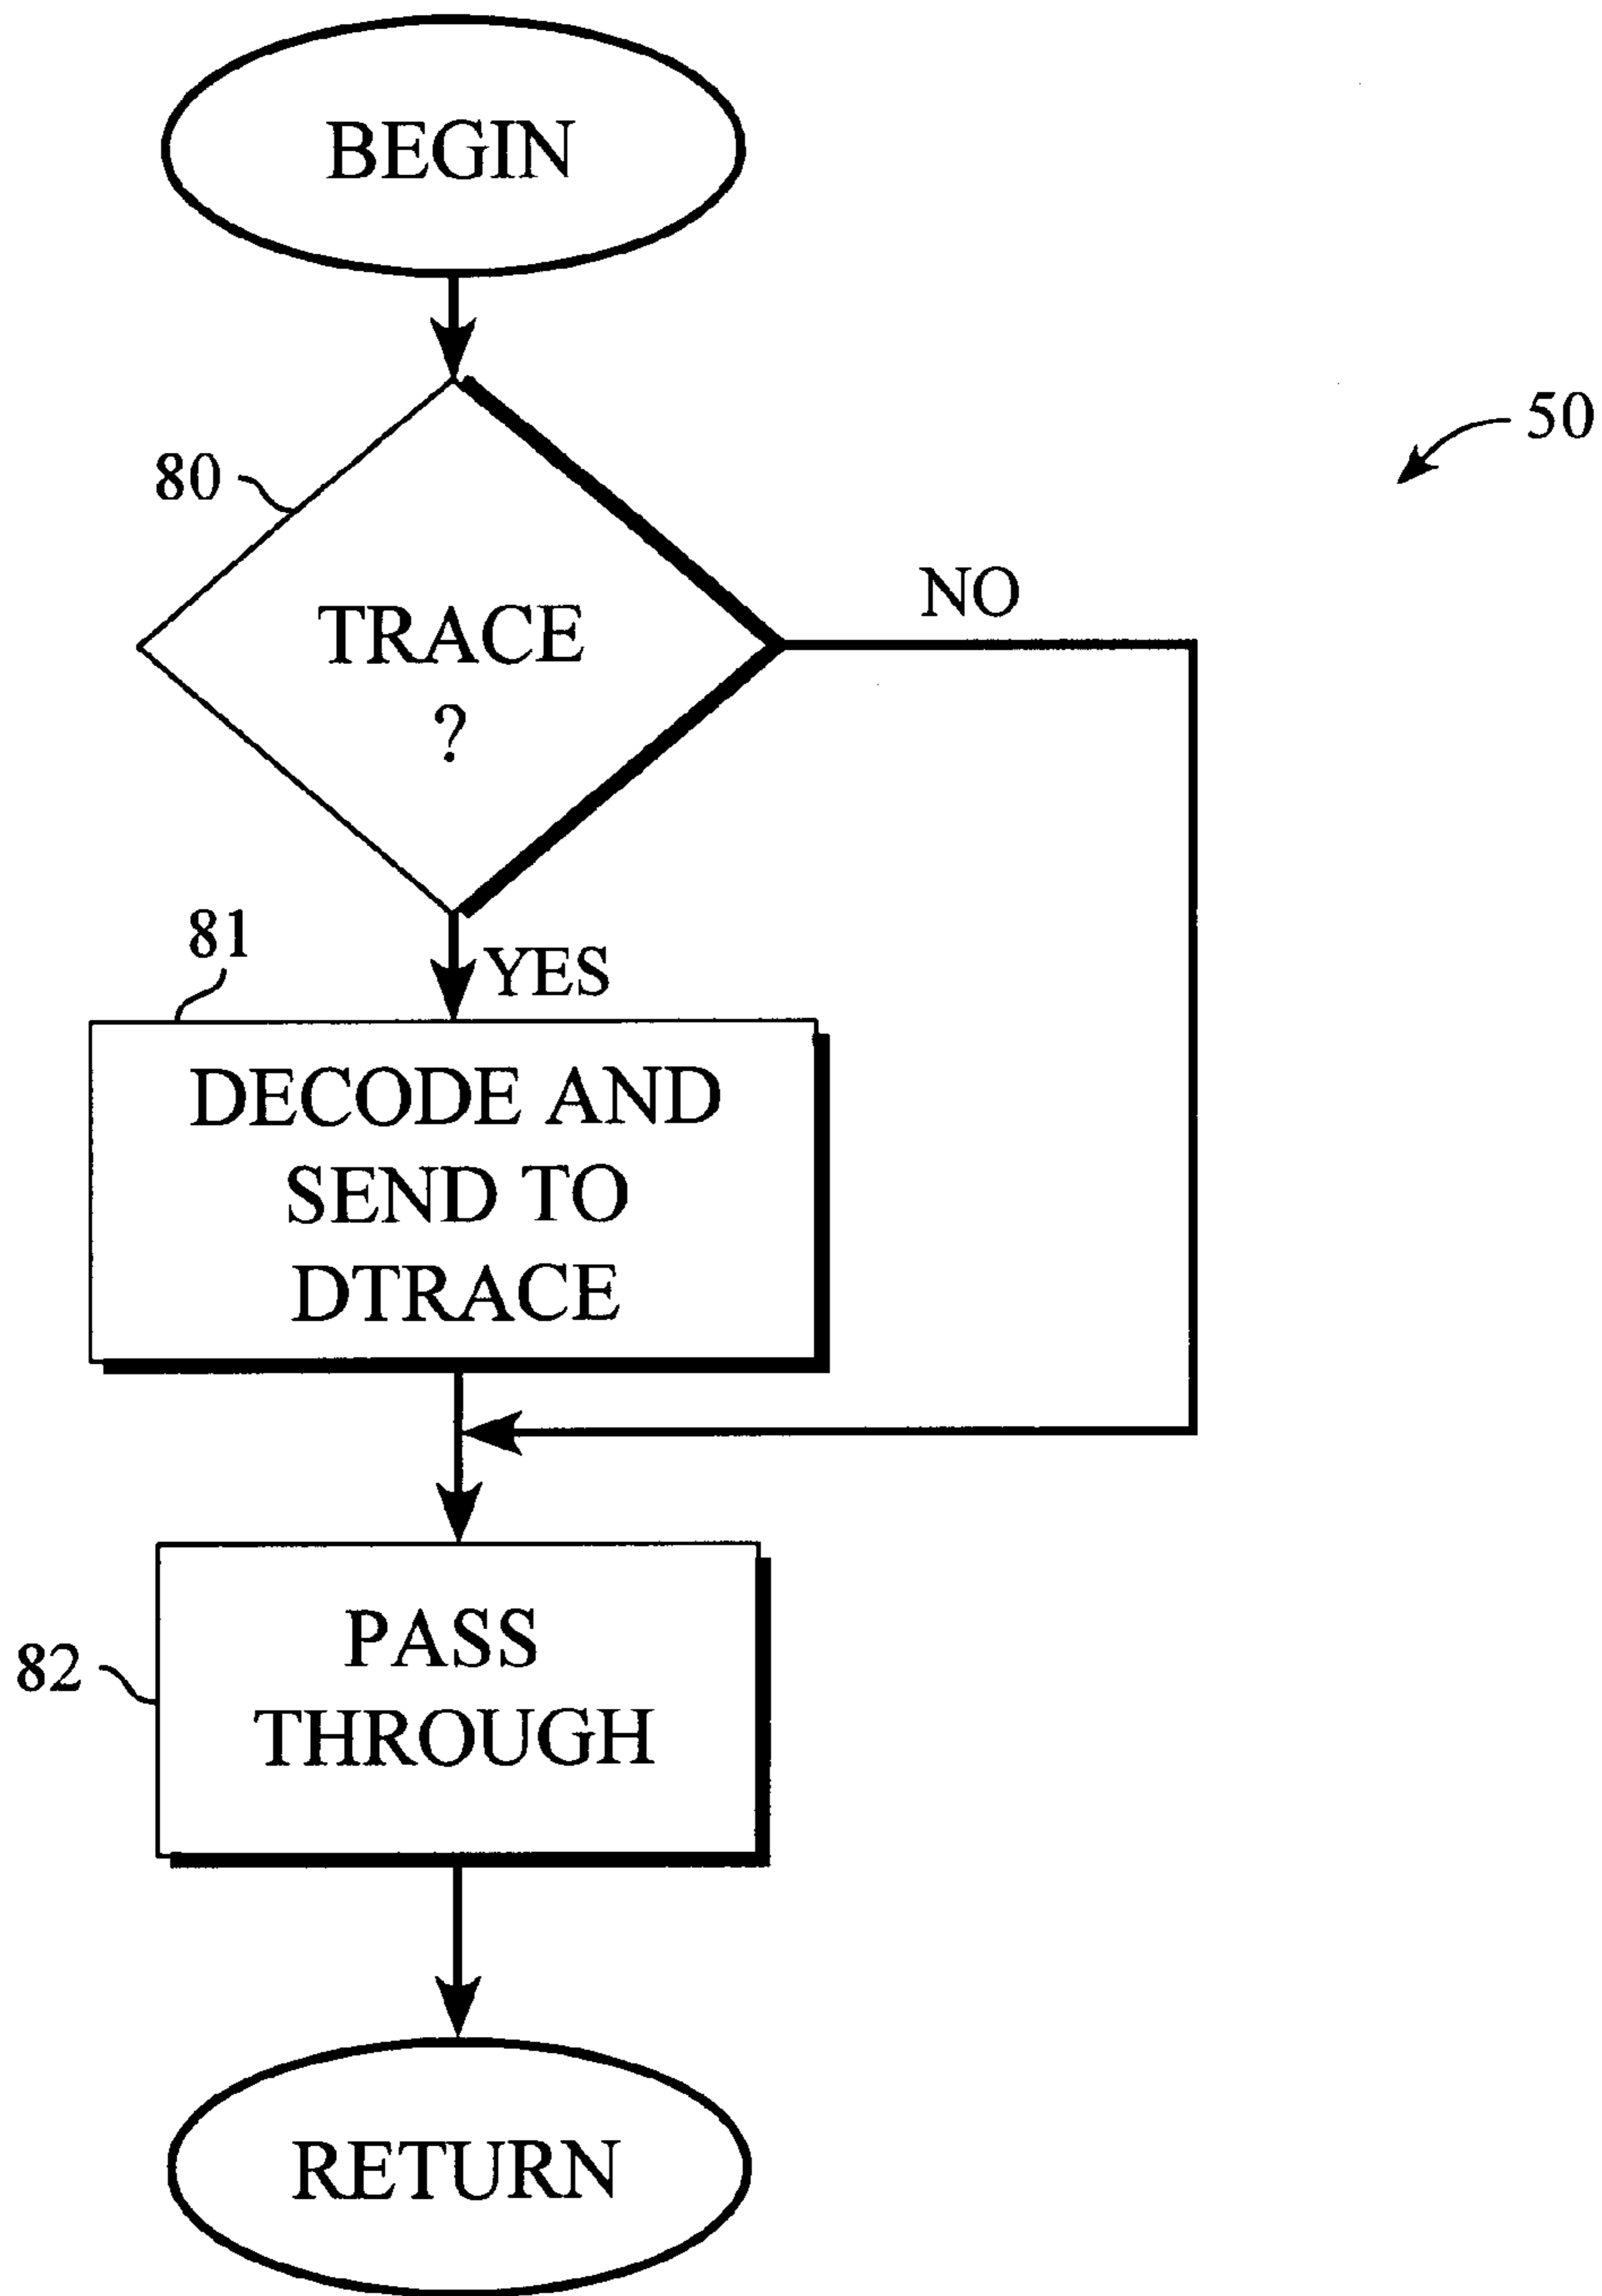 BEGIN
50
80
TRACE
?
NO
YES
81
DECODE AND
SEND TO
DTRACE
82
PASS
THROUGH
RETURN